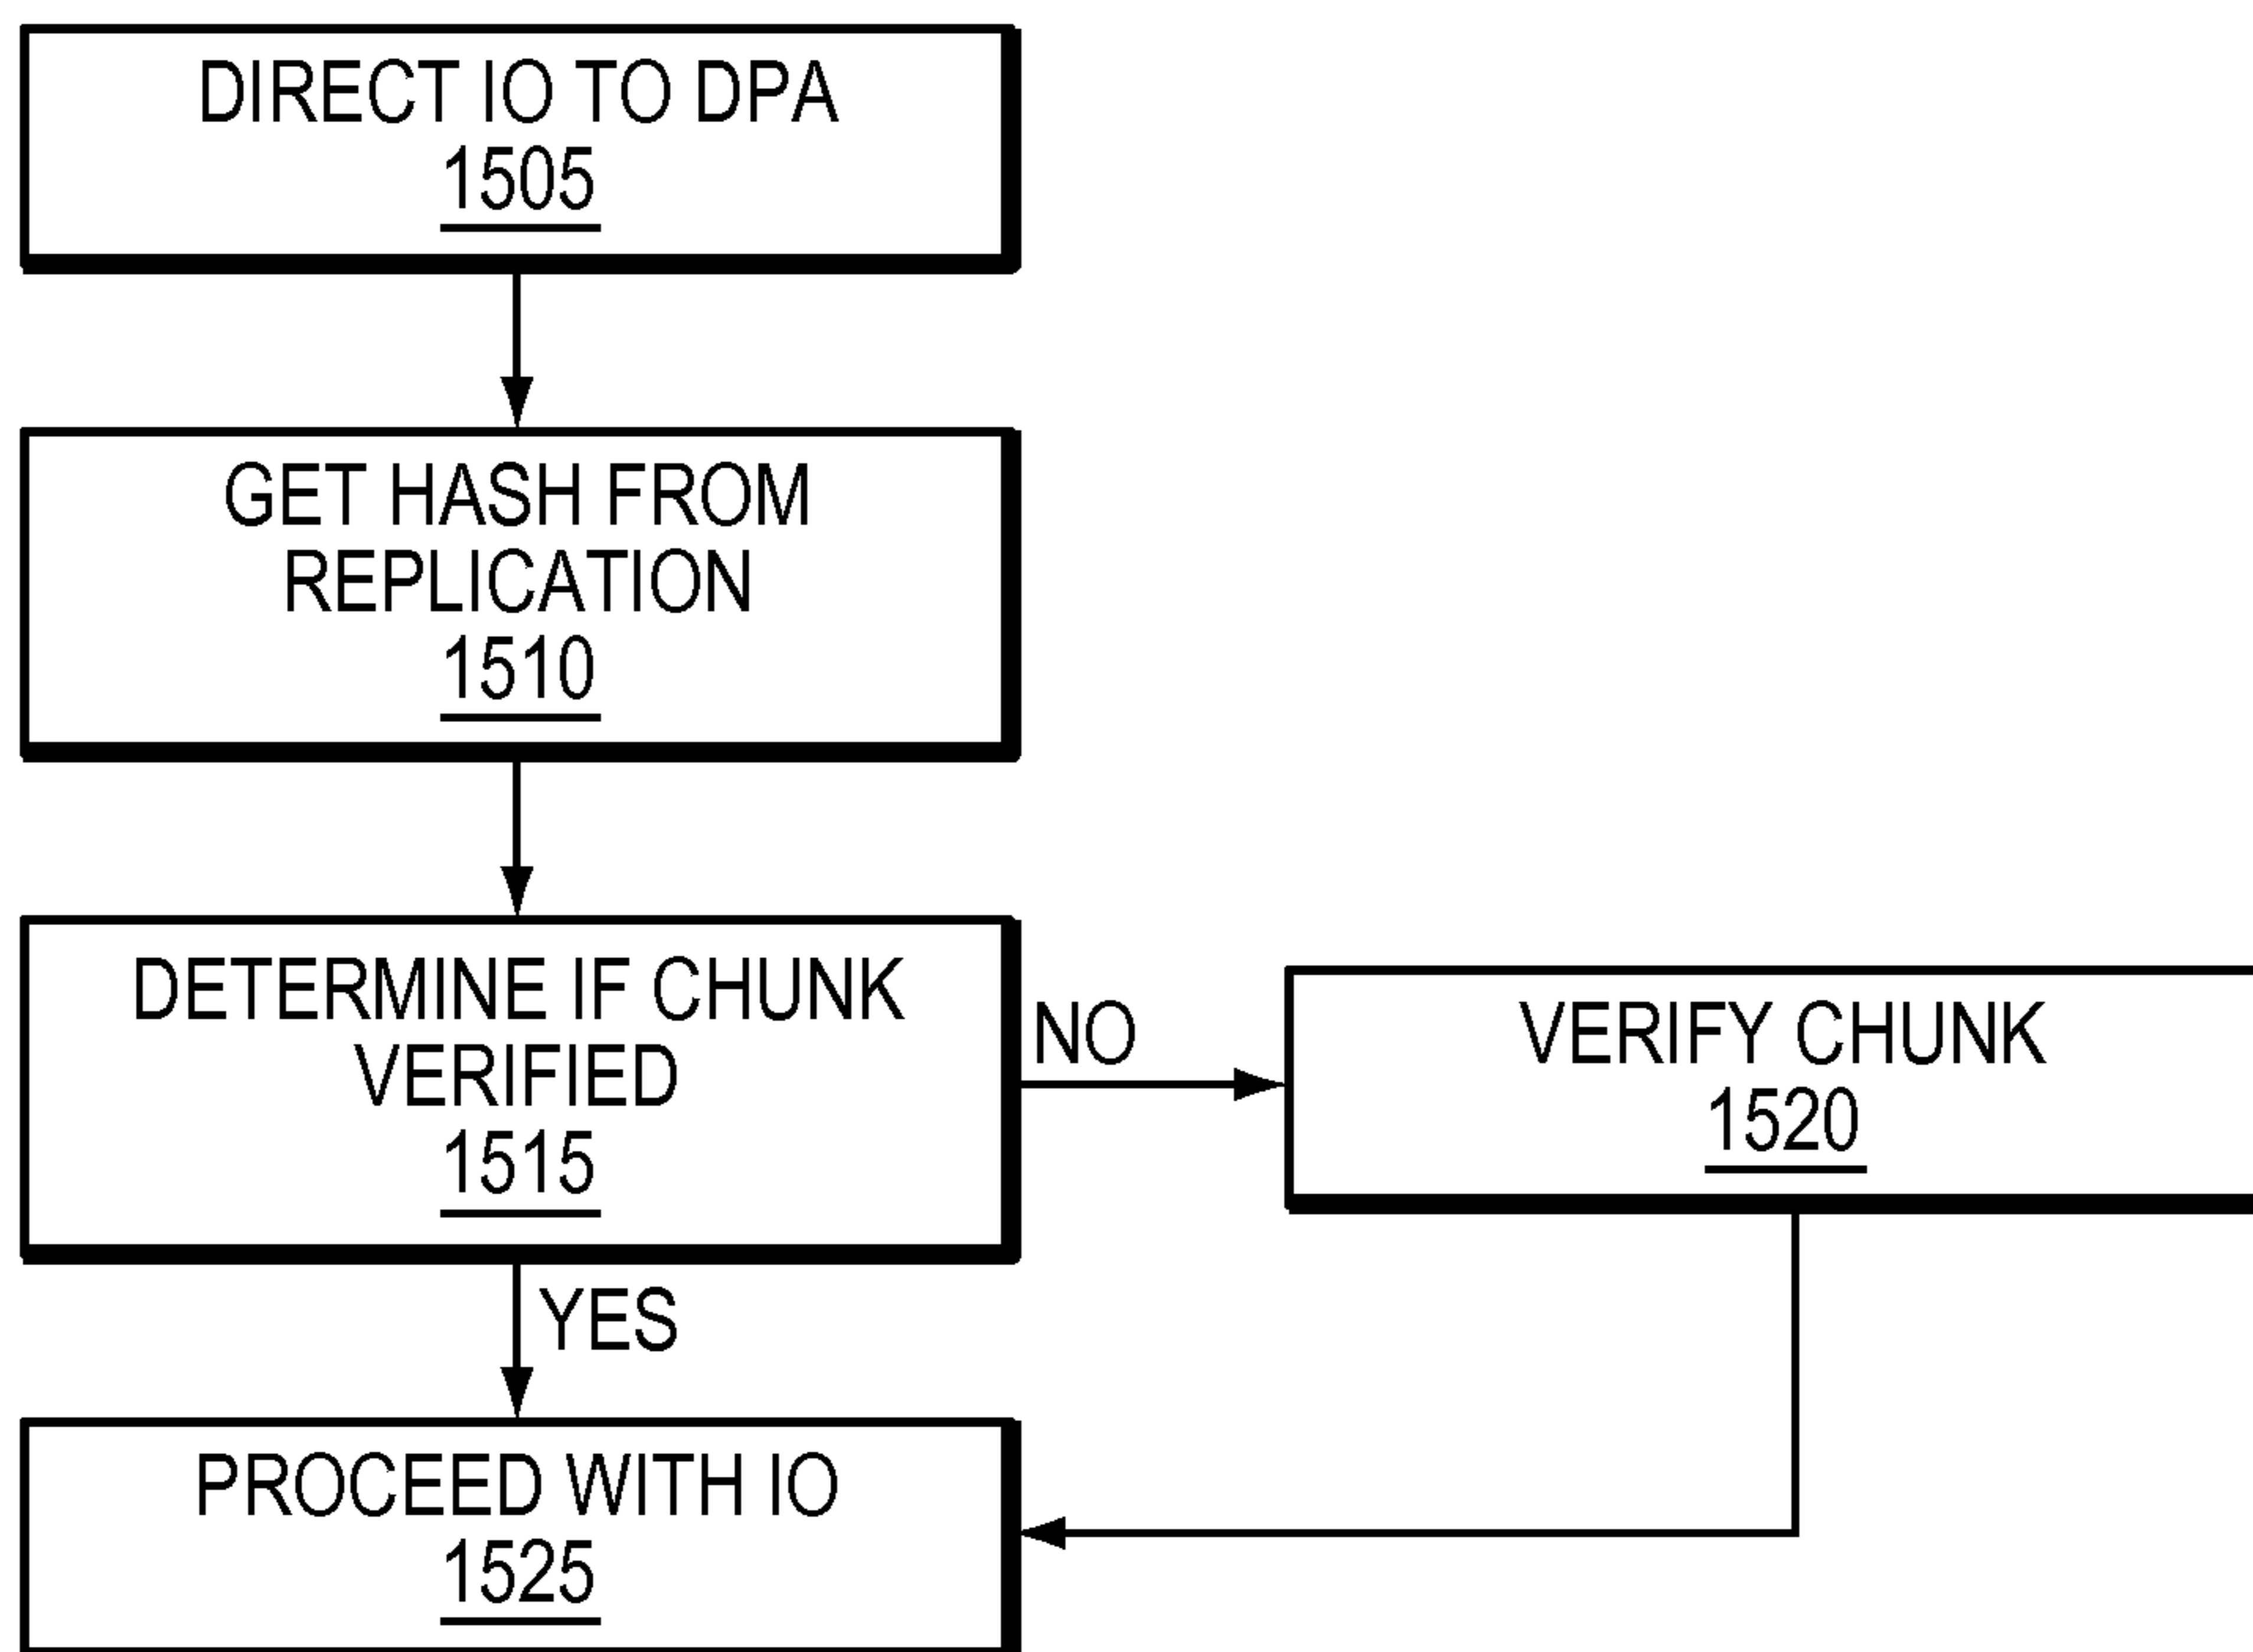 DIRECT IO TO DPA
1505
GET HASH FROM
REPLICATION
1510
DETERMINE IF CHUNK
VERIFIED
1515
NO
VERIFY CHUNK
1520
YES
PROCEED WITH IO
1525